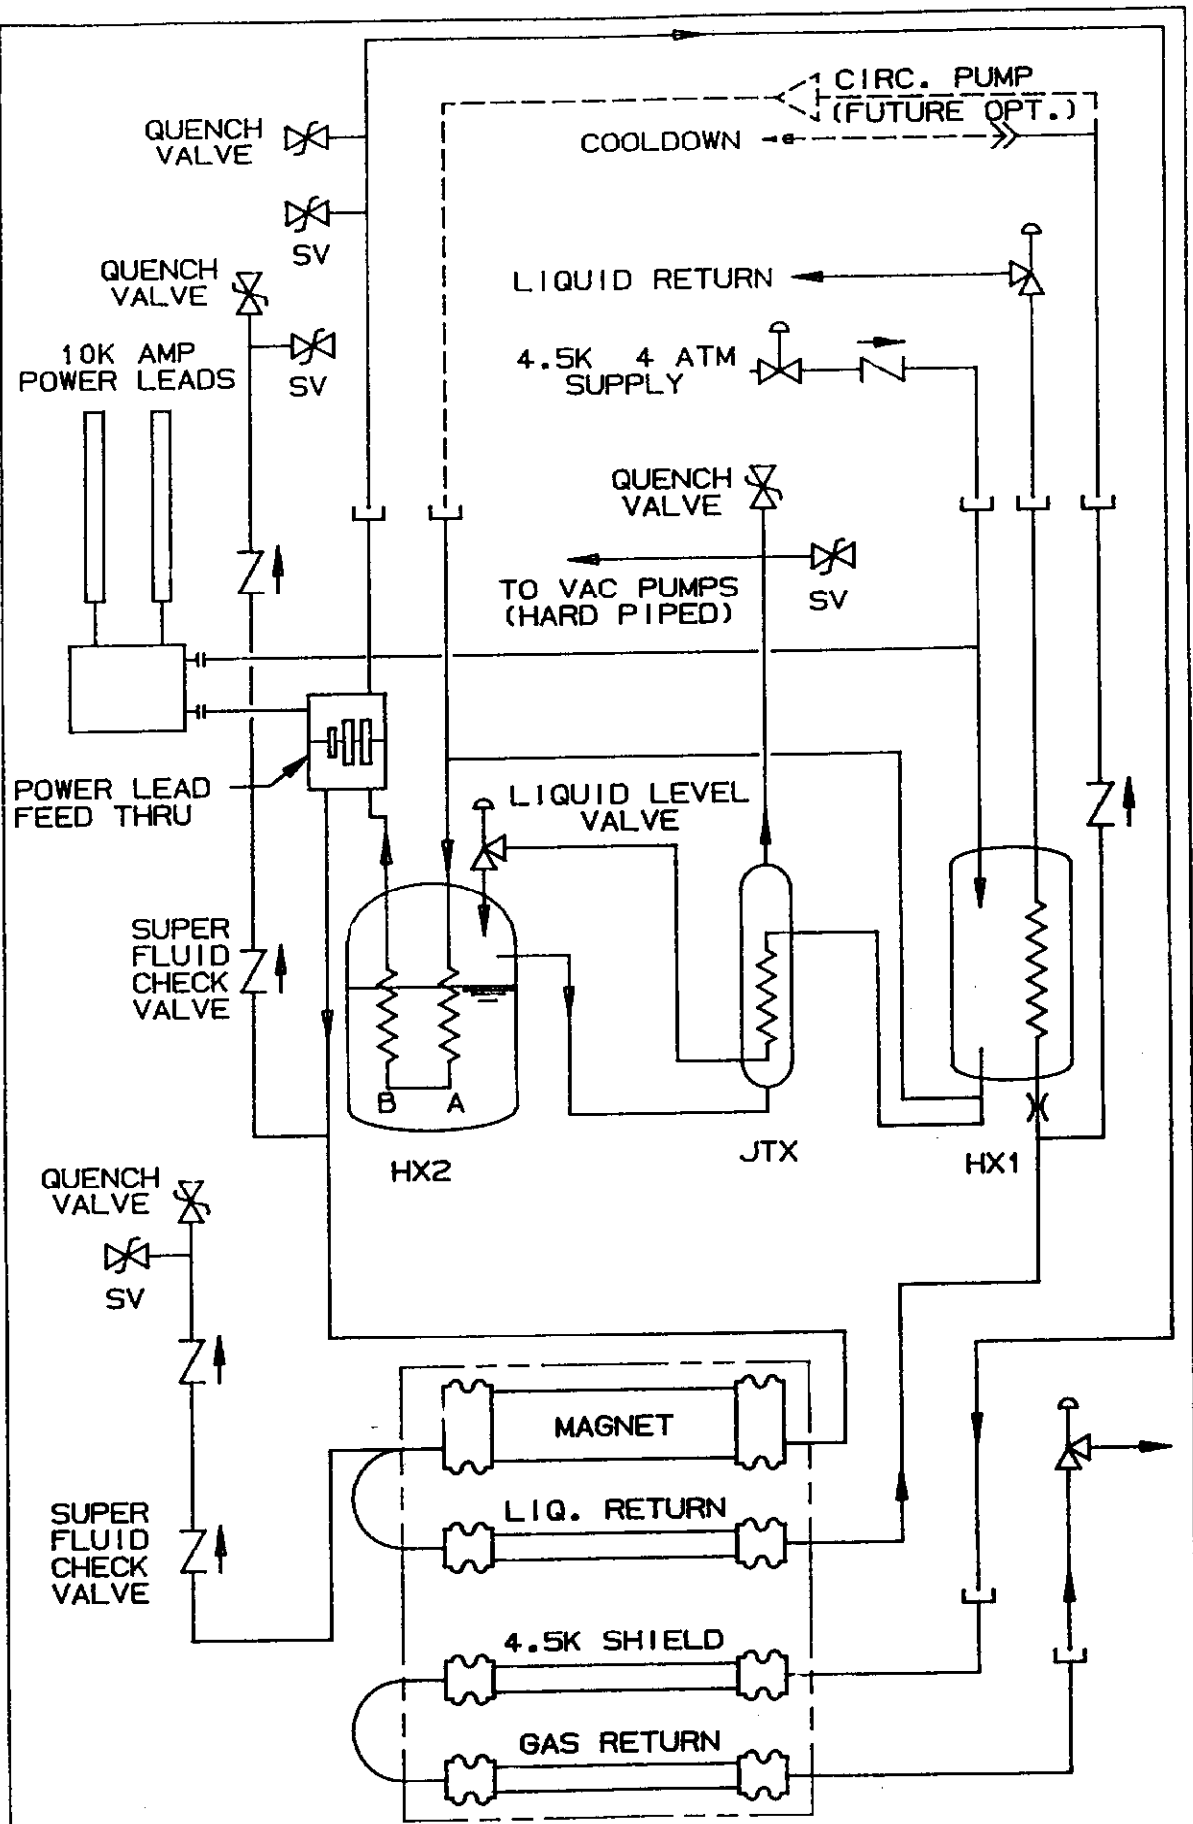 CIRC. PUMP
(FUTURE OPT.)
QUENCH
VALVE
COOLDOWN
SV
QUENCH
VALVE
LIQUID RETURN
10K AMP
POWER LEADS
SV
4.5K 4 ATM
SUPPLY
QUENCH
VALVE
TO VAC PUMPS
(HARD PIPED)
SV
POWER LEAD
FEED THRU
LIQUID LEVEL
VALVE
SUPER
FLUID
CHECK
VALVE
B A
HX2
JTX
HX1
QUENCH
VALVE
SV
MAGNET
LIQ. RETURN
SUPER
FLUID
CHECK
VALVE
4.5K SHIELD
GAS RETURN